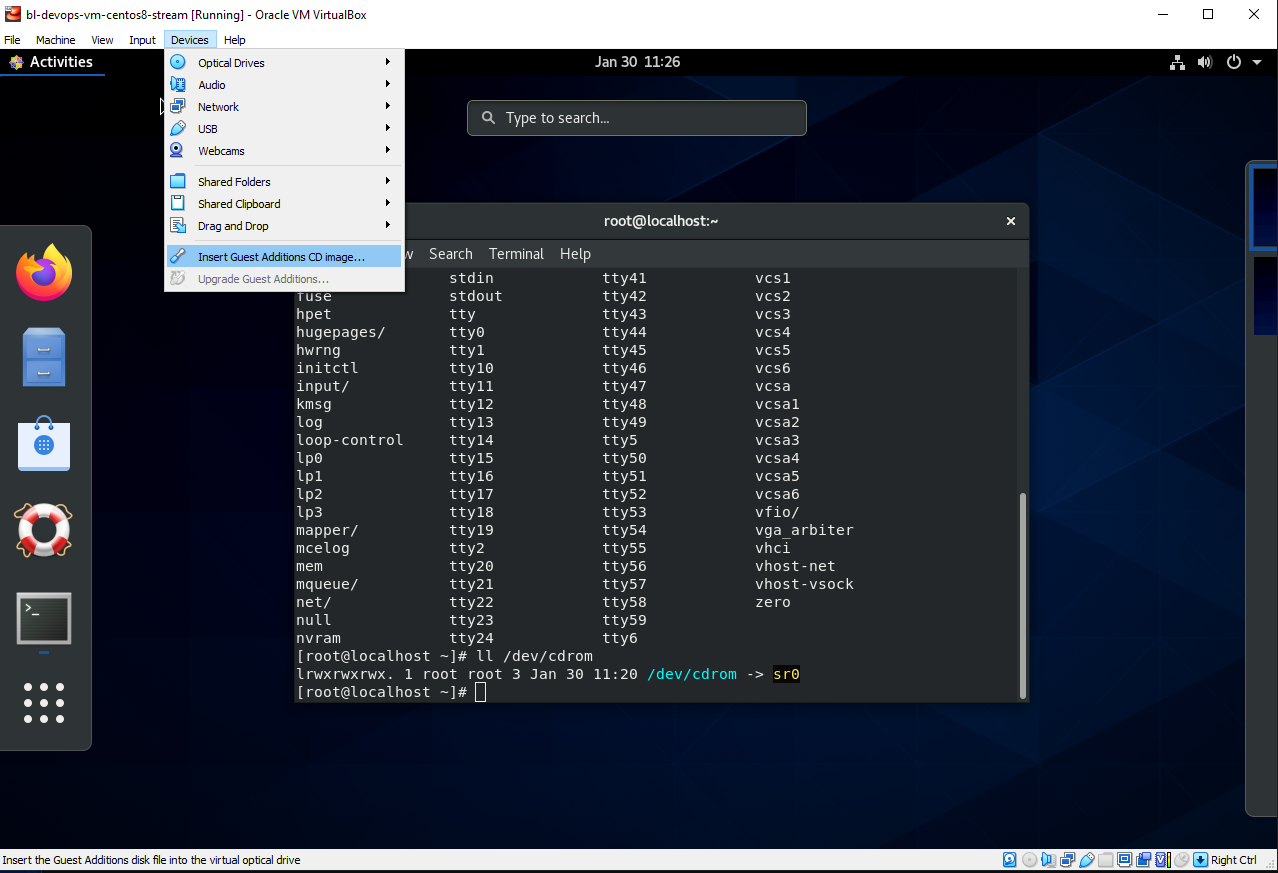 bl-devops-vm-centos8-stream [Running] - Oracle VM VirtualBox
File Machine View Input Devices Help
Activities
Jan 30 11:26
Optical Drives
Audio
Network
USB
Webcams
Shared Folders
Shared Clipboard
Drag and Drop
Insert Guest Additions CD image...
Upgrade Guest Additions...
Type to search...
root@localhost:~
w Search Terminal Help
stdin tty41 vcs1
fuse stdout tty42 vcs2
hpet tty tty43 vcs3
hugepages/ tty0 tty44 vcs4
hwrng tty1 tty45 vcs5
initctl tty10 tty46 vcs6
input/ tty11 tty47 vcsa
kmsg tty12 tty48 vcsa1
log tty13 tty49 vcsa2
loop-control tty14 tty5 vcsa3
lp0 tty15 tty50 vcsa4
lp1 tty16 tty51 vcsa5
lp2 tty17 tty52 vcsa6
lp3 tty18 tty53 vfio/
mapper/ tty19 tty54 vga_arbiter
mcelog tty2 tty55 vhci
mem tty20 tty56 vhost-net
mqueue/ tty21 tty57 vhost-vsock
net/ tty22 tty58 zero
null tty23 tty59
nvram tty24 tty6
[root@localhost ~]# ll /dev/cdrom
lrwxrwxrwx. 1 root root 3 Jan 30 11:20 /dev/cdrom -> sr0
[root@localhost ~]#
Insert the Guest Additions disk file into the virtual optical drive
Right Ctrl